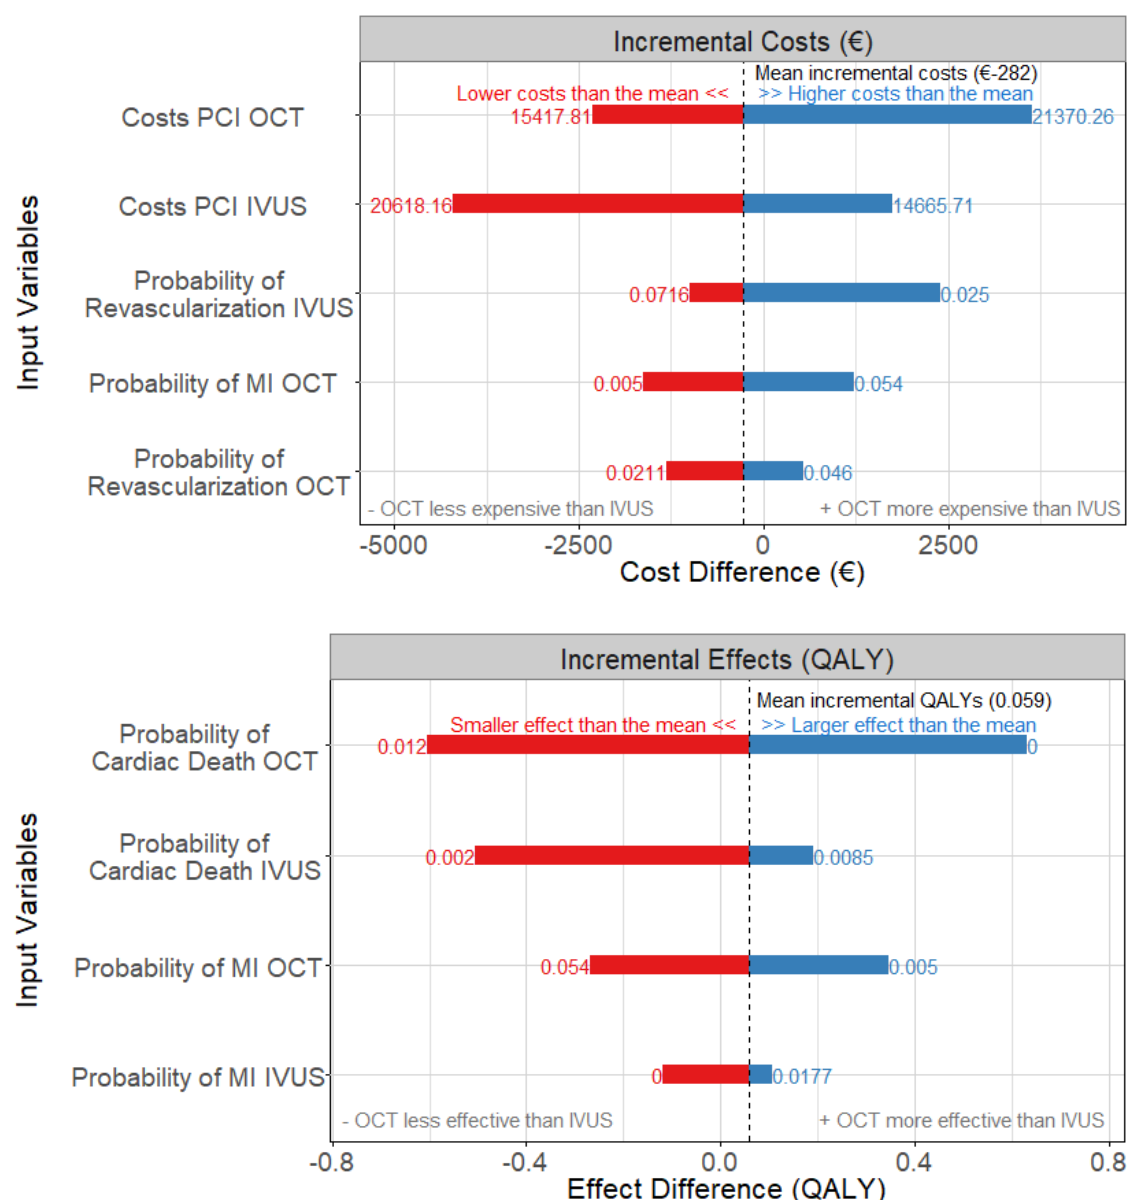 Incremental Costs (€)
Mean incremental costs (€-282)
Lower costs than the mean << >> Higher costs than the mean
Costs PCI OCT
15417.81
21370.26
Costs PCI IVUS
20618.16
14665.71
Probability of
Revascularization IVUS
0.0716
0.025
Probability of MI OCT
0.005
0.054
Probability of
Revascularization OCT
0.0211
0.046
- OCT less expensive than IVUS
+ OCT more expensive than IVUS
Input Variables
-5000 -2500 0 2500
Cost Difference (€)
Incremental Effects (QALY)
Mean incremental QALYs (0.059)
Smaller effect than the mean << >> Larger effect than the mean
Probability of
Cardiac Death OCT
0.012
0
Probability of
Cardiac Death IVUS
0.002
0.0085
Probability of MI OCT
0.054
0.005
Probability of MI IVUS
0
0.0177
- OCT less effective than IVUS
+ OCT more effective than IVUS
Input Variables
-0.8 -0.4 0.0 0.4 0.8
Effect Difference (QALY)